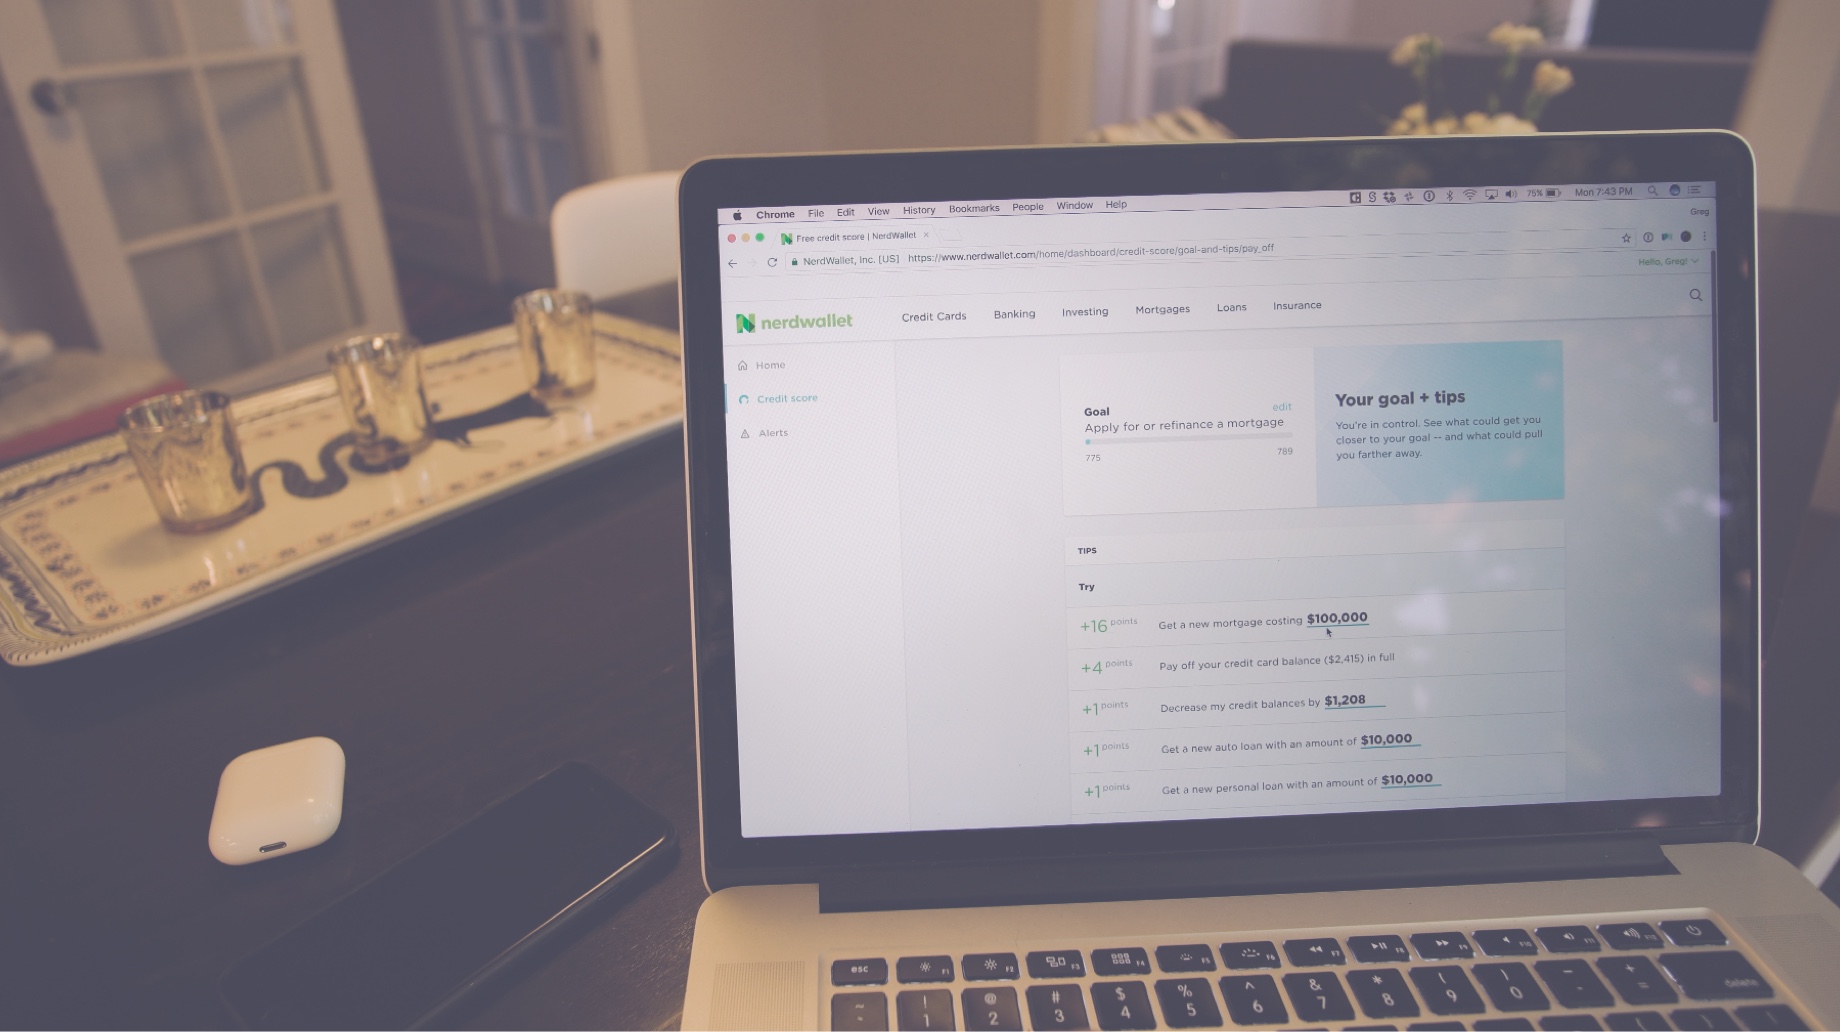 Chrome File Edit View History Bookmarks People Window Help
75% Mon 7:43 PM
Greg
Free credit score | NerdWallet ×
NerdWallet, Inc. [US] https://www.nerdwallet.com/home/dashboard/credit-score/goal-and-tips/pay_off
Hello, Greg!
nerdwallet
Credit Cards Banking Investing Mortgages Loans Insurance
Home
Credit score
Alerts
Goal edit
Apply for or refinance a mortgage
775 789
Your goal + tips
You're in control. See what could get you
closer to your goal -- and what could pull
you farther away.
TIPS
Try
+16 points Get a new mortgage costing $100,000
+4 points Pay off your credit card balance ($2,415) in full
+1 points Decrease my credit balances by $1,208
+1 points Get a new auto loan with an amount of $10,000
+1 points Get a new personal loan with an amount of $10,000
esc F1 F2 F3 F4 F5 F6 F7 F8 F9 F10 F11 F12
~ ! @ # $ % ^ & * ( ) - +
1 2 3 4 5 6 7 8 9 0 = delete